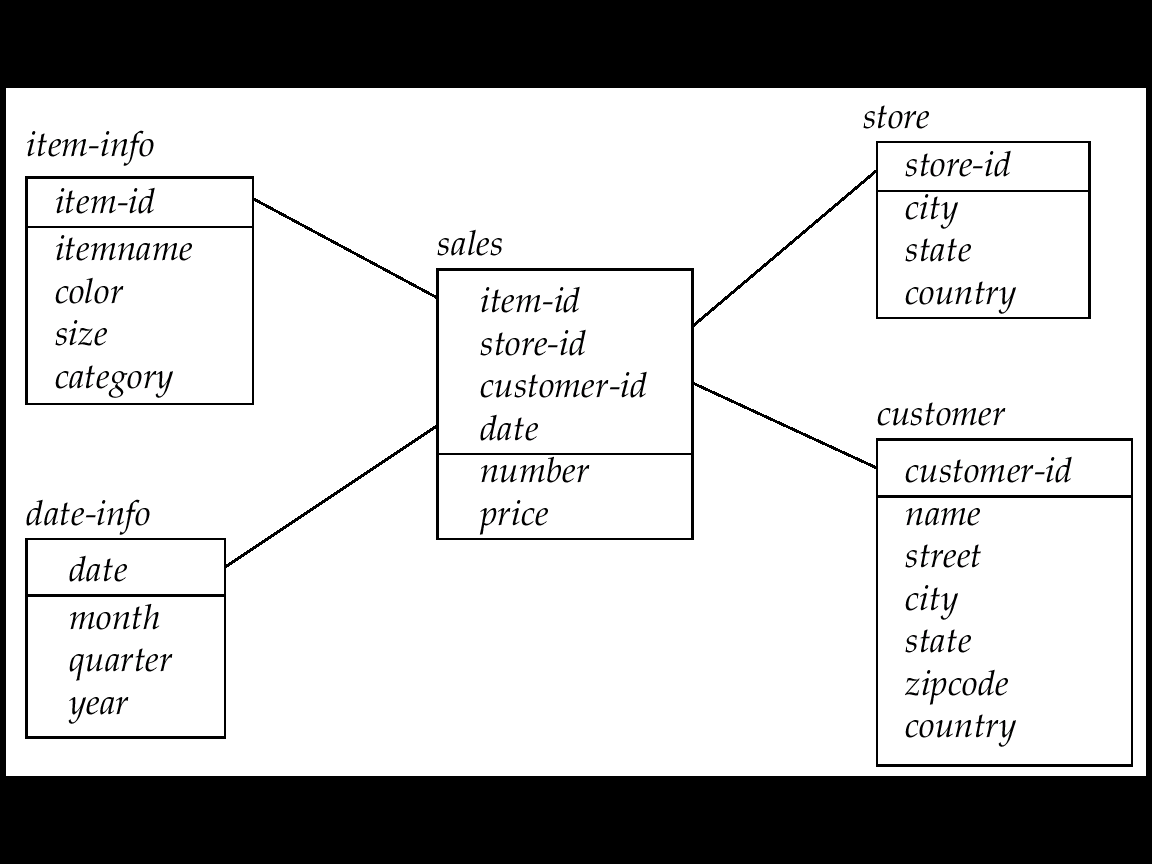 item-info
item-id
itemname
color
size
category
date-info
date
month
quarter
year
sales
item-id
store-id
customer-id
date
number
price
store
store-id
city
state
country
customer
customer-id
name
street
city
state
zipcode
country